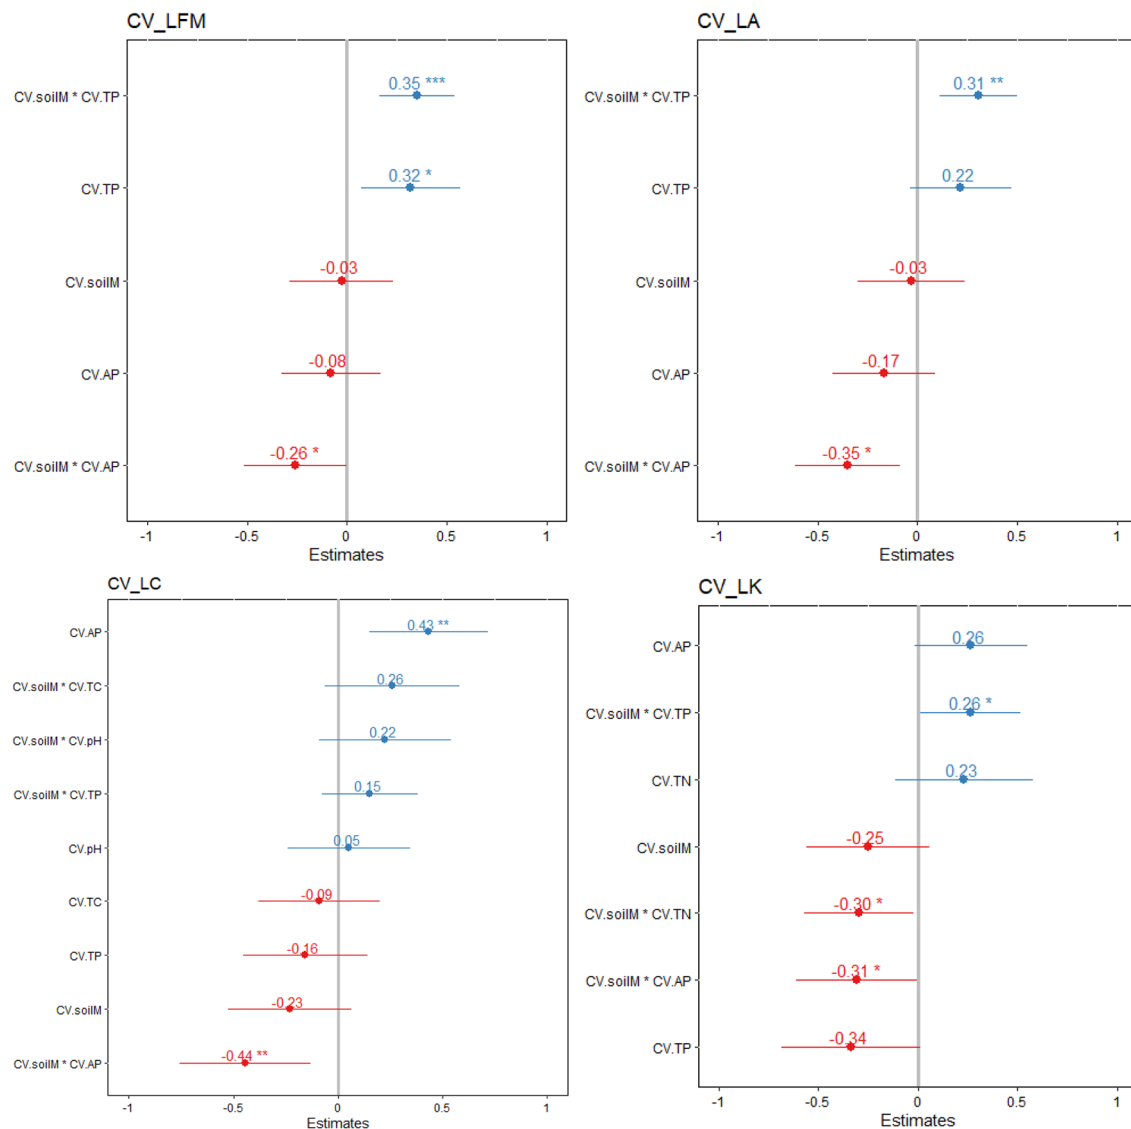 CV_LFM
CV.soilM * CV.TP
0.35 ***
CV.TP
0.32 *
CV.soilM
-0.03
CV.AP
-0.08
CV.soilM * CV.AP
-0.26 *
-1
-0.5
0
0.5
1
Estimates
CV_LA
CV.soilM * CV.TP
0.31 **
CV.TP
0.22
CV.soilM
-0.03
CV.AP
-0.17
CV.soilM * CV.AP
-0.35 *
-1
-0.5
0
0.5
1
Estimates
CV_LC
CV.AP
0.43 **
CV.soilM * CV.TC
0.26
CV.soilM * CV.pH
0.22
CV.soilM * CV.TP
0.15
CV.pH
0.05
CV.TC
-0.09
CV.TP
-0.16
CV.soilM
-0.23
CV.soilM * CV.AP
-0.44 **
-1
-0.5
0
0.5
1
Estimates
CV_LK
CV.AP
0.26
CV.soilM * CV.TP
0.26 *
CV.TN
0.23
CV.soilM
-0.25
CV.soilM * CV.TN
-0.30 *
CV.soilM * CV.AP
-0.31 *
CV.TP
-0.34
-1
-0.5
0
0.5
1
Estimates